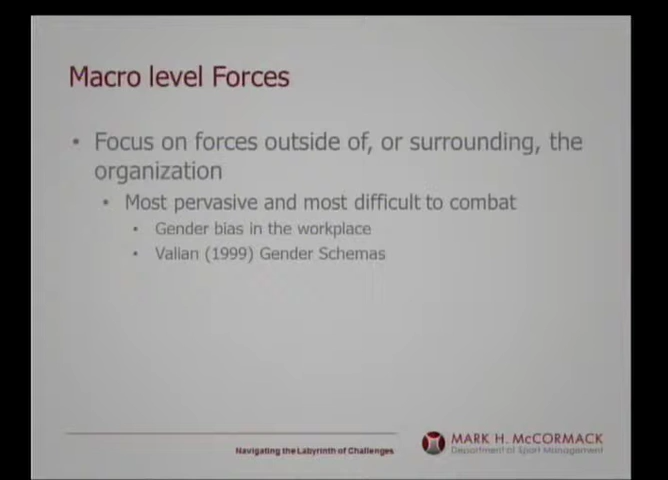 Macro level Forces
• Focus on forces outside of, or surrounding, the
organization
• Most pervasive and most difficult to combat
• Gender bias in the workplace
• Valian (1999) Gender Schemas
Navigating the Labyrinth of Challenges
MARK H. McCORMACK
Department of Sport Management